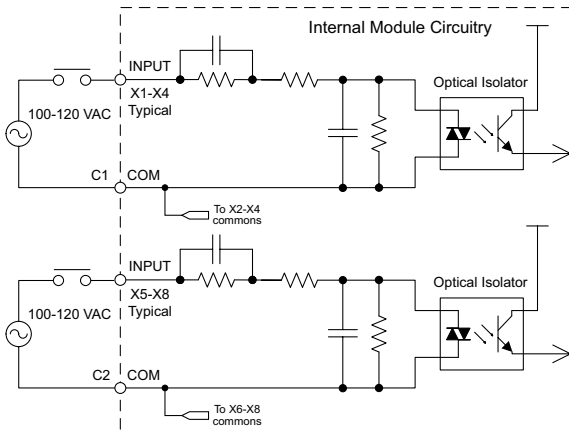 Internal Module Circuitry
INPUT
X1-X4
Typical
100-120 VAC
Optical Isolator
C1
COM
To X2-X4
commons
INPUT
X5-X8
Typical
100-120 VAC
Optical Isolator
C2
COM
To X6-X8
commons